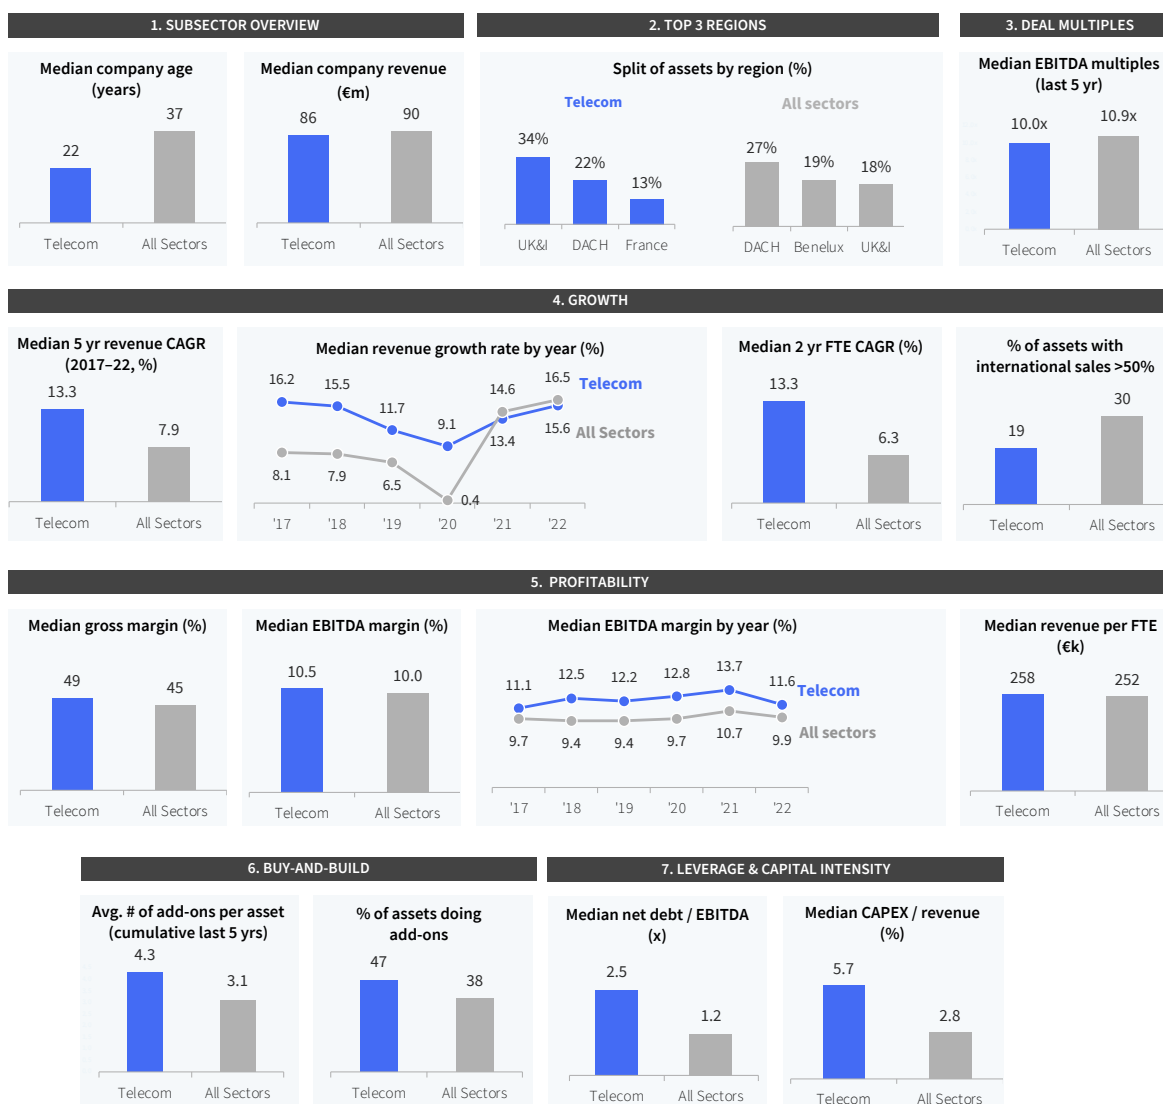 1. SUBSECTOR OVERVIEW
Median company age
(years)
22
37
Telecom
All Sectors
Median company revenue
(€m)
86
90
Telecom
All Sectors
2. TOP 3 REGIONS
Split of assets by region (%)
Telecom
34%
22%
13%
UK&I
DACH
France
All sectors
27%
19%
18%
DACH
Benelux
UK&I
3. DEAL MULTIPLES
Median EBITDA multiples
(last 5 yr)
10.0x
10.9x
Telecom
All Sectors
4. GROWTH
Median 5 yr revenue CAGR
(2017–22, %)
13.3
7.9
Telecom
All Sectors
Median revenue growth rate by year (%)
16.2
15.5
11.7
9.1
13.4
15.6
Telecom
8.1
7.9
6.5
0.4
14.6
16.5
All Sectors
'17
'18
'19
'20
'21
'22
Median 2 yr FTE CAGR (%)
13.3
6.3
Telecom
All Sectors
% of assets with
international sales >50%
19
30
Telecom
All Sectors
5. PROFITABILITY
Median gross margin (%)
49
45
Telecom
All Sectors
Median EBITDA margin (%)
10.5
10.0
Telecom
All Sectors
Median EBITDA margin by year (%)
11.1
12.5
12.2
12.8
13.7
11.6
Telecom
9.7
9.4
9.4
9.7
10.7
9.9
All sectors
'17
'18
'19
'20
'21
'22
Median revenue per FTE
(€k)
258
252
Telecom
All Sectors
6. BUY-AND-BUILD
Avg. # of add-ons per asset
(cumulative last 5 yrs)
4.3
3.1
Telecom
All Sectors
% of assets doing
add-ons
47
38
Telecom
All Sectors
7. LEVERAGE & CAPITAL INTENSITY
Median net debt / EBITDA
(x)
2.5
1.2
Telecom
All Sectors
Median CAPEX / revenue
(%)
5.7
2.8
Telecom
All Sectors